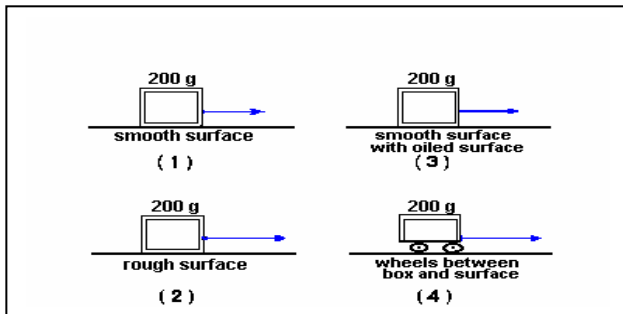 200 g
smooth surface
( 1 )
200 g
smooth surface
with oiled surface
( 3 )
200 g
rough surface
( 2 )
200 g
wheels between
box and surface
( 4 )